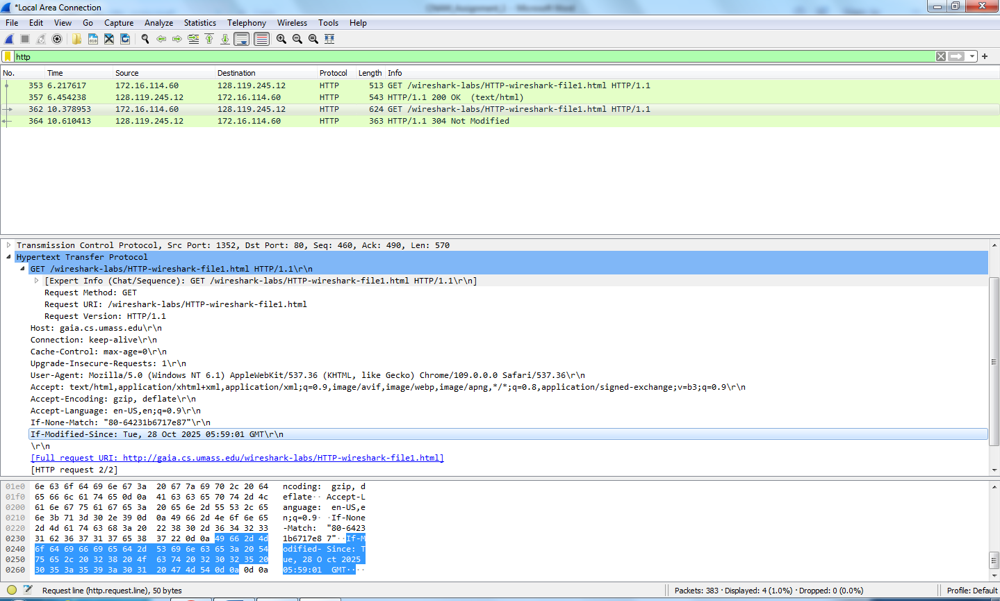 *Local Area Connection
File Edit View Go Capture Analyze Statistics Telephony Wireless Tools Help
http
No. Time Source Destination Protocol Length Info
353 6.217617 172.16.114.60 128.119.245.12 HTTP 513 GET /wireshark-labs/HTTP-wireshark-file1.html HTTP/1.1
357 6.454238 128.119.245.12 172.16.114.60 HTTP 543 HTTP/1.1 200 OK (text/html)
362 10.378953 172.16.114.60 128.119.245.12 HTTP 624 GET /wireshark-labs/HTTP-wireshark-file1.html HTTP/1.1
364 10.610413 128.119.245.12 172.16.114.60 HTTP 363 HTTP/1.1 304 Not Modified
Transmission Control Protocol, Src Port: 1352, Dst Port: 80, Seq: 460, Ack: 490, Len: 570
Hypertext Transfer Protocol
GET /wireshark-labs/HTTP-wireshark-file1.html HTTP/1.1\r\n
[Expert Info (Chat/Sequence): GET /wireshark-labs/HTTP-wireshark-file1.html HTTP/1.1\r\n]
Request Method: GET
Request URI: /wireshark-labs/HTTP-wireshark-file1.html
Request Version: HTTP/1.1
Host: gaia.cs.umass.edu\r\n
Connection: keep-alive\r\n
Cache-Control: max-age=0\r\n
Upgrade-Insecure-Requests: 1\r\n
User-Agent: Mozilla/5.0 (Windows NT 6.1) AppleWebKit/537.36 (KHTML, like Gecko) Chrome/109.0.0.0 Safari/537.36\r\n
Accept: text/html,application/xhtml+xml,application/xml;q=0.9,image/avif,image/webp,image/apng,*/*;q=0.8,application/signed-exchange;v=b3;q=0.9\r\n
Accept-Encoding: gzip, deflate\r\n
Accept-Language: en-US,en;q=0.9\r\n
If-None-Match: "80-64231b6717e87"\r\n
If-Modified-Since: Tue, 28 Oct 2025 05:59:01 GMT\r\n
\r\n
[Full request URI: http://gaia.cs.umass.edu/wireshark-labs/HTTP-wireshark-file1.html]
[HTTP request 2/2]
01e0 6e 63 6f 64 69 6e 67 3a 20 67 7a 69 70 2c 20 64 ncoding: gzip, d
01f0 65 66 6c 61 74 65 0d 0a 41 63 63 65 70 74 2d 4c eflate·· Accept-L
0200 61 6e 67 75 61 67 65 3a 20 65 6e 2d 55 53 2c 65 anguage: en-US,e
0210 6e 3b 71 3d 30 2e 39 0d 0a 49 66 2d 4e 6f 6e 65 n;q=0.9· ·If-None
0220 2d 4d 61 74 63 68 3a 20 22 38 30 2d 36 34 32 33 -Match: "80-6423
0230 31 62 36 37 31 37 65 38 37 22 0d 0a 49 66 2d 4d 1b6717e8 7"··If-M
0240 6f 64 69 66 69 65 64 2d 53 69 6e 63 65 3a 20 54 odified- Since: T
0250 75 65 2c 20 32 38 20 4f 63 74 20 32 30 32 35 20 ue, 28 O ct 2025
0260 30 35 3a 35 39 3a 30 31 20 47 4d 54 0d 0a 0d 0a 05:59:01 GMT····
Request line (http.request.line), 50 bytes Packets: 383 · Displayed: 4 (1.0%) · Dropped: 0 (0.0%) Profile: Default